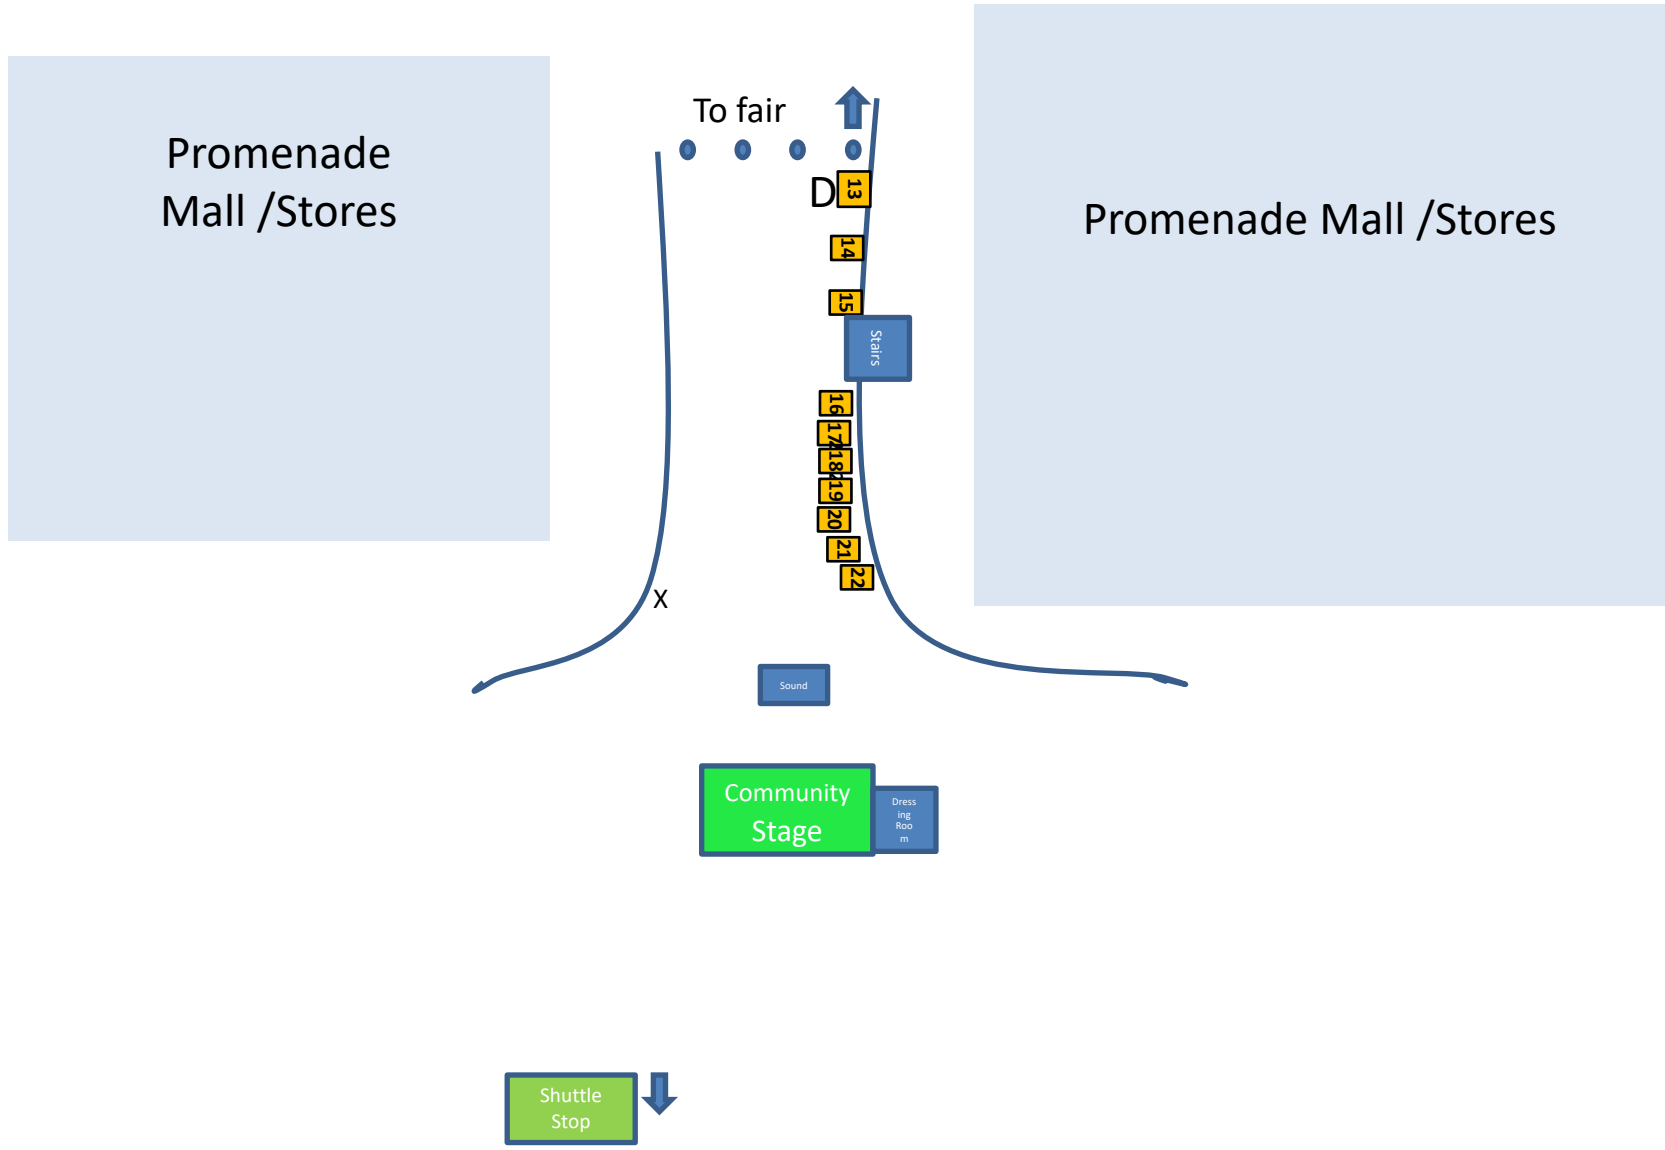 Promenade
Mall /Stores
To fair
Promenade Mall /Stores
D
13
14
15
Stairs
16
17
18
19
20
21
22
X
Sound
Community
Stage
Dress
ing
Roo
m
Shuttle
Stop